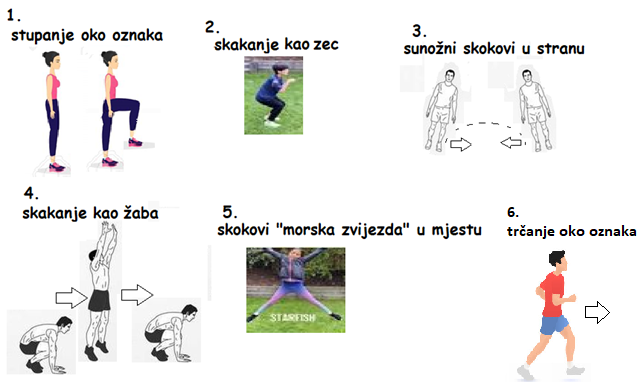 1.
stupanje oko oznaka
2.
skakanje kao zec
3.
sunožni skokovi u stranu
4.
skakanje kao žaba
5.
skokovi "morska zvijezda" u mjestu
STARFISH
6.
trčanje oko oznaka